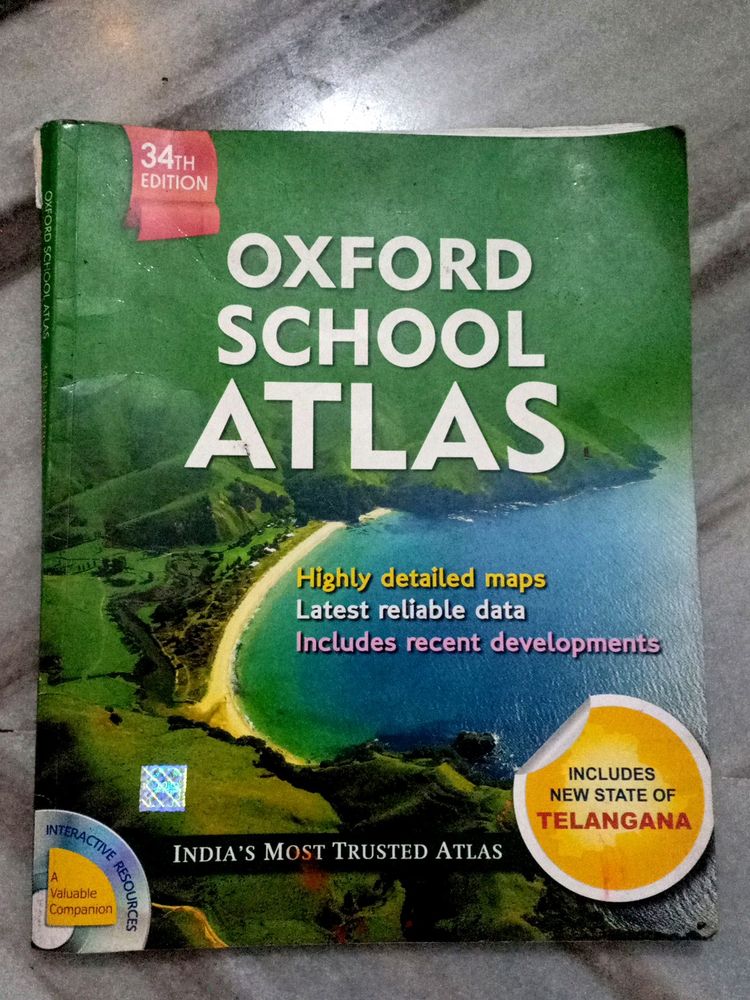 34TH
EDITION
OXFORD
SCHOOL
ATLAS
OXFORD SCHOOL ATLAS
Highly detailed maps
Latest reliable data
Includes recent developments
INCLUDES
NEW STATE OF
TELANGANA
INDIA'S MOST TRUSTED ATLAS
INTERACTIVE RESOURCES
A
Valuable
Companion